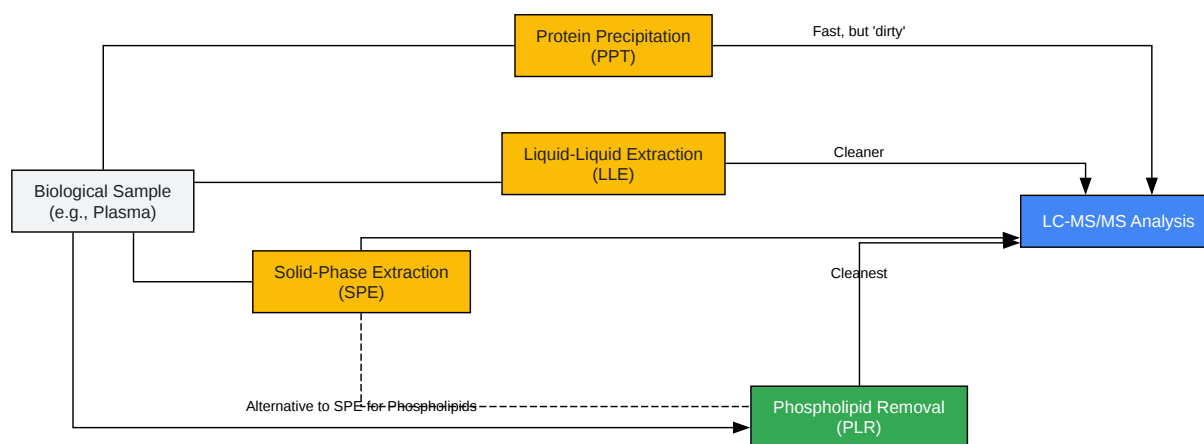 Protein Precipitation
(PPT)
Fast, but 'dirty'
Liquid-Liquid Extraction
(LLE)
Cleaner
Biological Sample
(e.g., Plasma)
LC-MS/MS Analysis
Solid-Phase Extraction
(SPE)
Cleanest
Alternative to SPE for Phospholipids
Phospholipid Removal
(PLR)